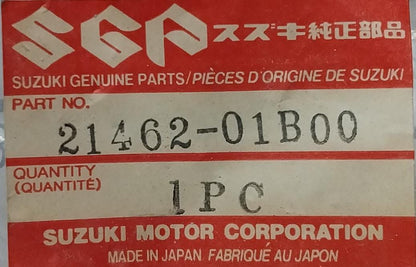 SGP スズキ純正部品
SUZUKI GENUINE PARTS/PIÈCES D'ORIGINE DE SUZUKI
PART NO.
21462-01B00
QUANTITY
(QUANTITÉ)
1PC
SUZUKI MOTOR CORPORATION
MADE IN JAPAN FABRIQUÉ AU JAPON